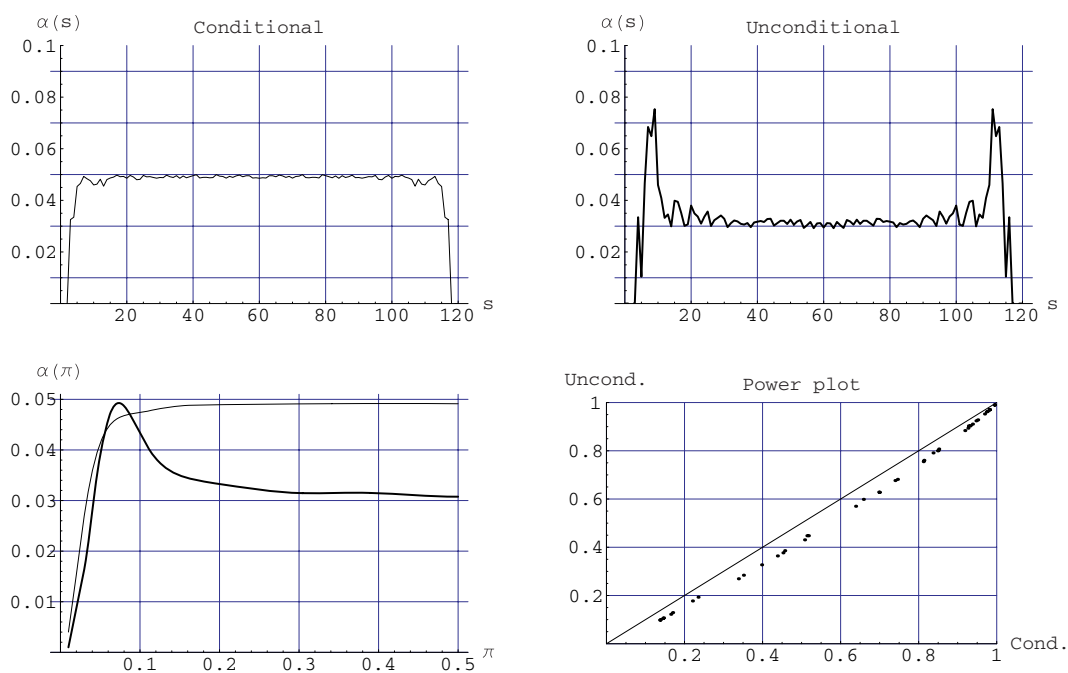 α(s)
Conditional
0.1
0.08
0.06
0.04
0.02
20 40 60 80 100 120 s
α(s)
Unconditional
0.1
0.08
0.06
0.04
0.02
20 40 60 80 100 120 s
α(π)
0.05
0.04
0.03
0.02
0.01
0.1 0.2 0.3 0.4 0.5 π
Uncond.
Power plot
1
0.8
0.6
0.4
0.2
0.2 0.4 0.6 0.8 1 Cond.